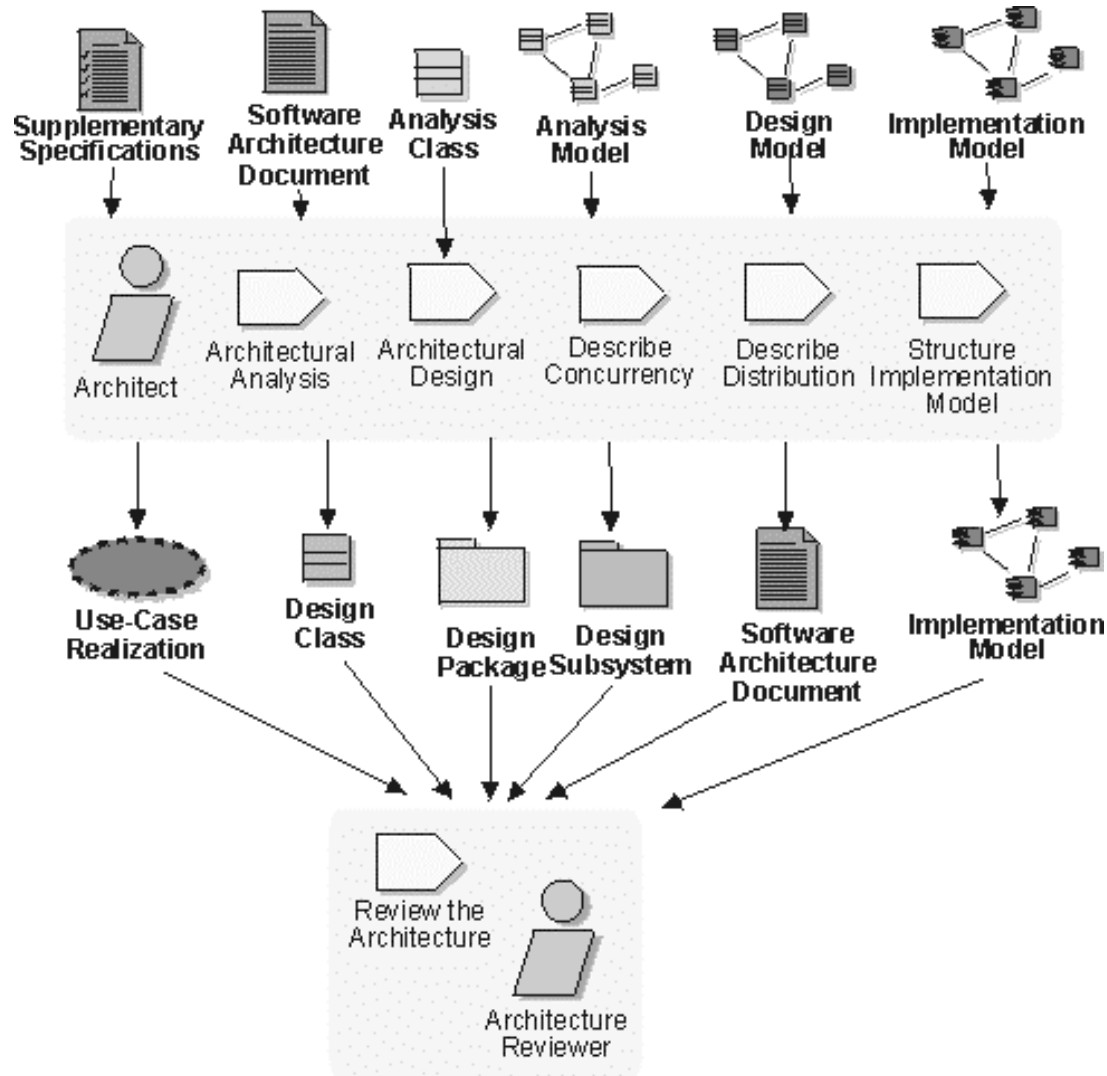 Supplementary
Specifications
Software
Architecture
Document
Analysis
Class
Analysis
Model
Design
Model
Implementation
Model
Architect
Architectural
Analysis
Architectural
Design
Describe
Concurrency
Describe
Distribution
Structure
Implementation
Model
Use-Case
Realization
Design
Class
Design
Package
Design
Subsystem
Software
Architecture
Document
Implementation
Model
Review the
Architecture
Architecture
Reviewer